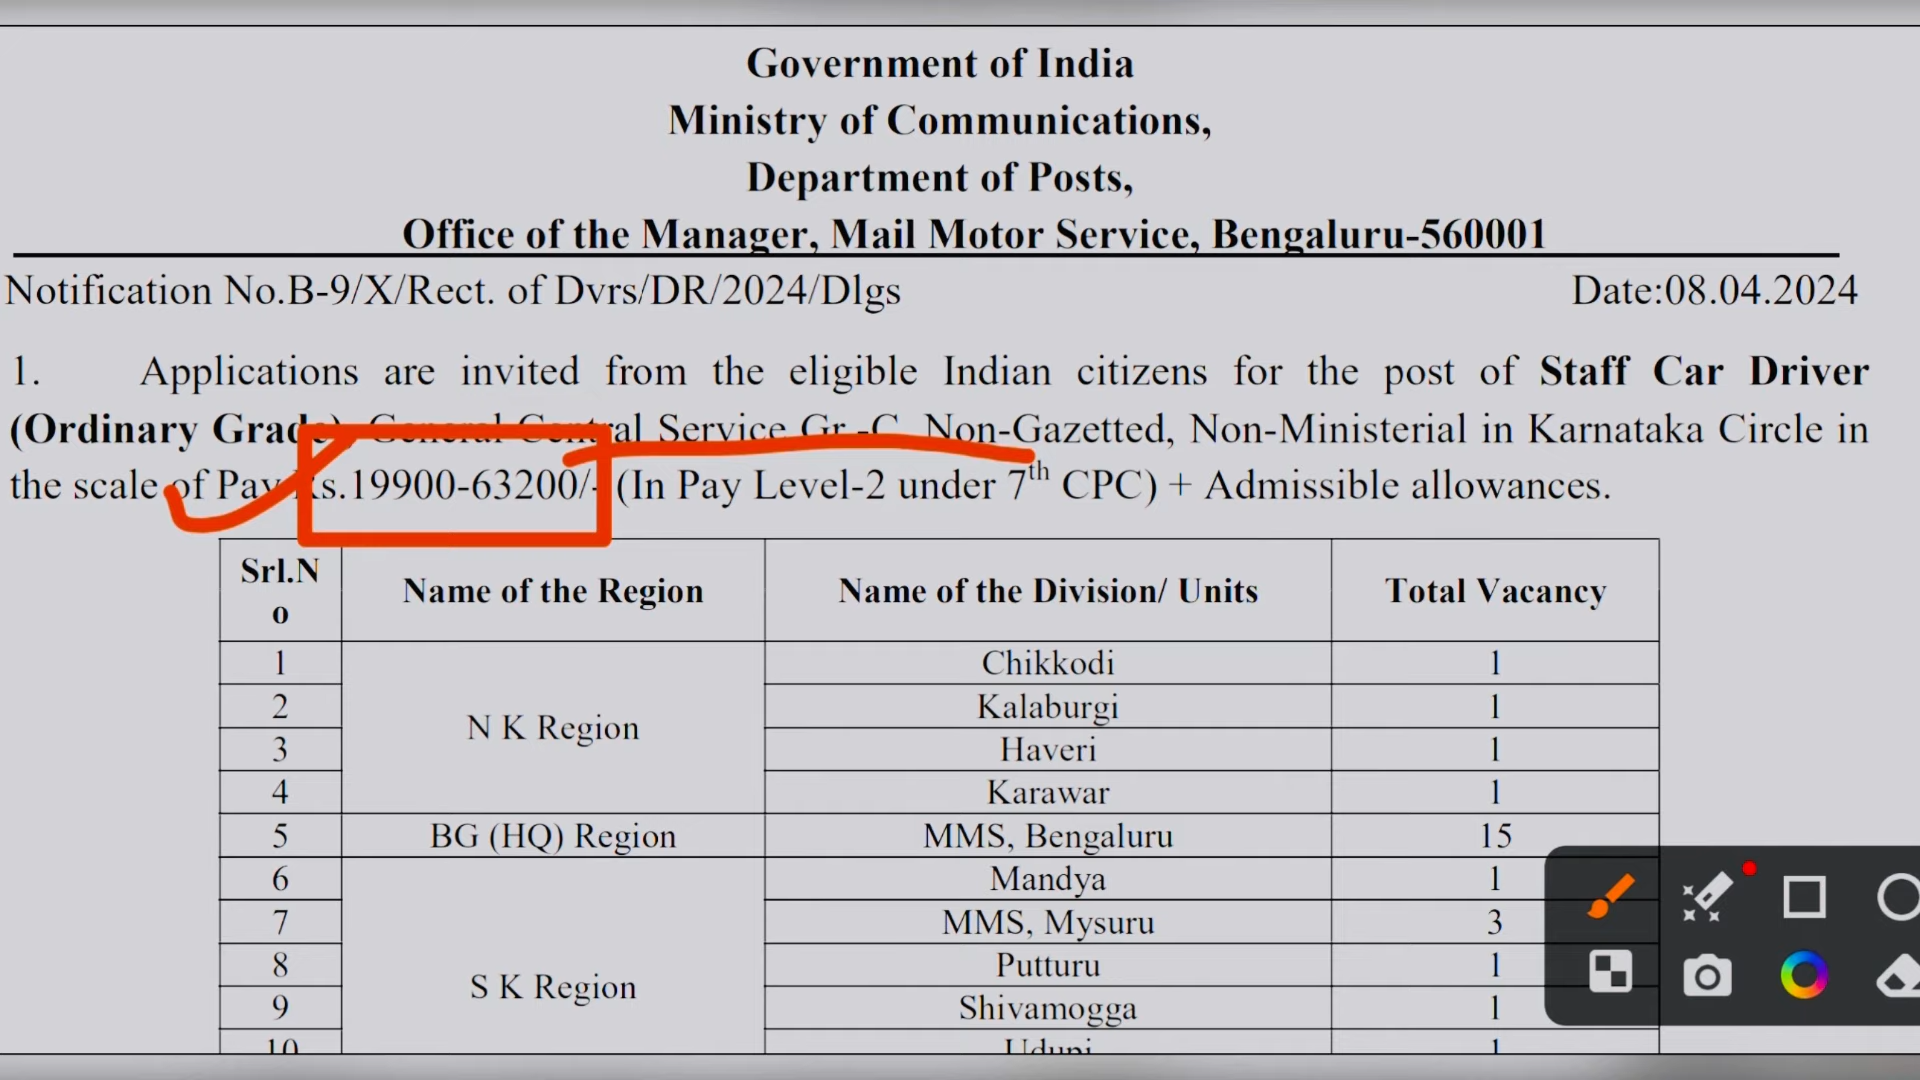 Government of India
Ministry of Communications,
Department of Posts,
Office of the Manager, Mail Motor Service, Bengaluru-560001
Notification No.B-9/X/Rect. of Dvrs/DR/2024/Dlgs Date:08.04.2024
1. Applications are invited from the eligible Indian citizens for the post of Staff Car Driver
(Ordinary Grade) General Central Service Gr.-C, Non-Gazetted, Non-Ministerial in Karnataka Circle in
the scale of Pay Rs.19900-63200/- (In Pay Level-2 under 7th CPC) + Admissible allowances.
Srl.No Name of the Region Name of the Division/ Units Total Vacancy
1 N K Region Chikkodi 1
2 Kalaburgi 1
3 Haveri 1
4 Karawar 1
5 BG (HQ) Region MMS, Bengaluru 15
6 S K Region Mandya 1
7 MMS, Mysuru 3
8 Putturu 1
9 Shivamogga 1
10 Udupi 1